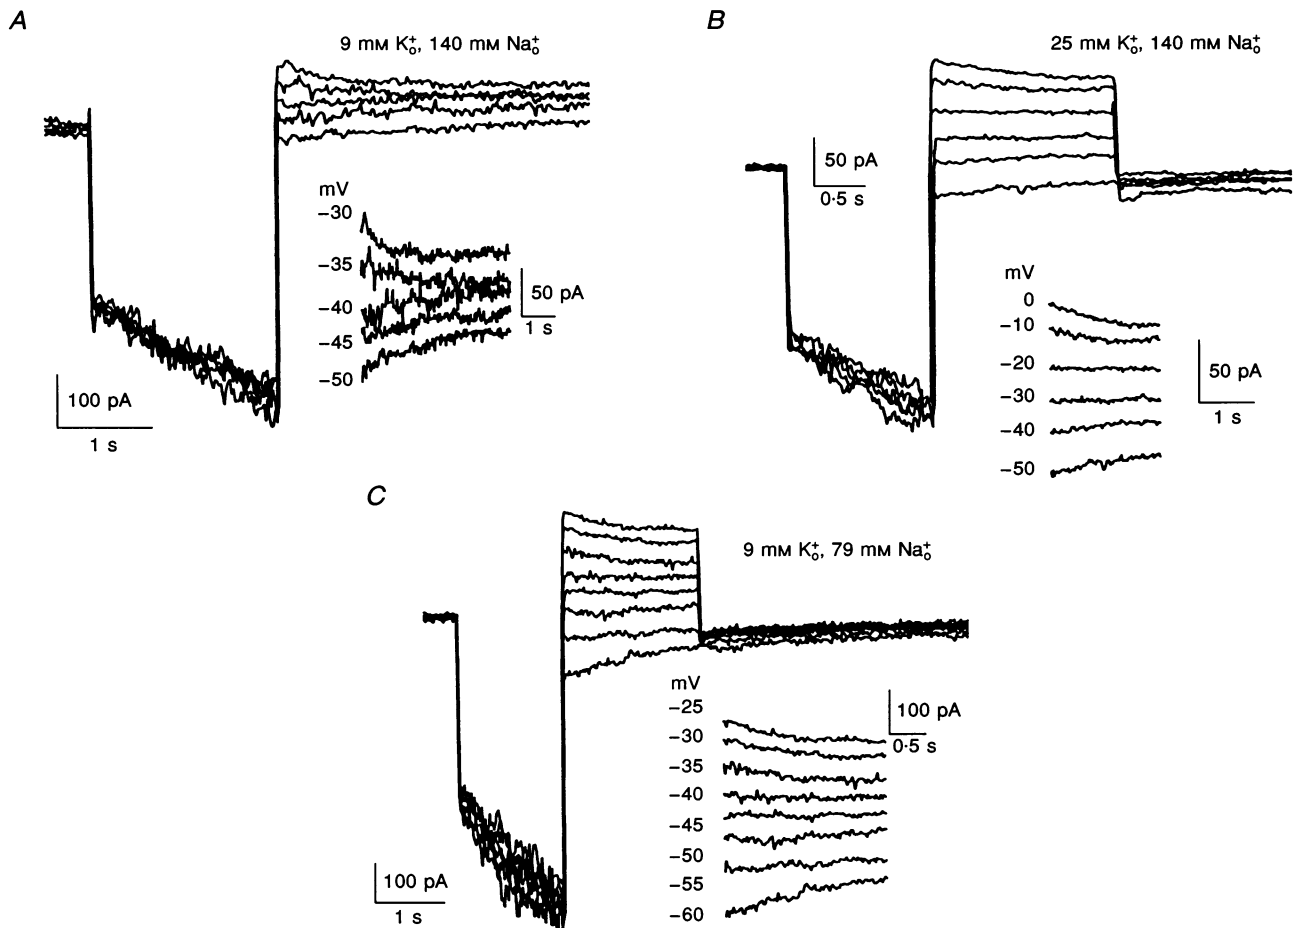 A
9 mM K⁺ₒ, 140 mM Na⁺ₒ
mV
−30
−35
−40
−45
−50
50 pA
1 s
100 pA
1 s
B
25 mM K⁺ₒ, 140 mM Na⁺ₒ
50 pA
0·5 s
mV
0
−10
−20
−30
−40
−50
50 pA
1 s
C
9 mM K⁺ₒ, 79 mM Na⁺ₒ
mV
−25
−30
−35
−40
−45
−50
−55
−60
100 pA
0·5 s
100 pA
1 s